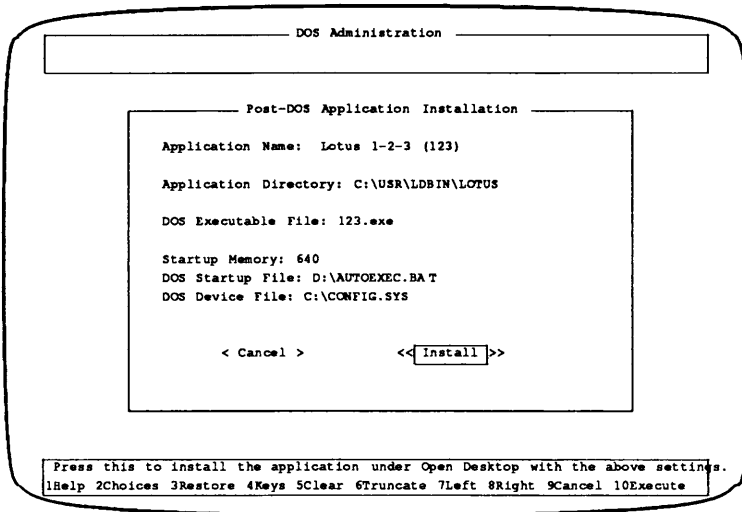 DOS Administration
Post-DOS Application Installation
Application Name: Lotus 1-2-3 (123)
Application Directory: C:\USR\LDBIN\LOTUS
DOS Executable File: 123.exe
Startup Memory: 640
DOS Startup File: D:\AUTOEXEC.BAT
DOS Device File: C:\CONFIG.SYS
< Cancel > << Install >>
Press this to install the application under Open Desktop with the above settings.
1Help 2Choices 3Restore 4Keys 5Clear 6Truncate 7Left 8Right 9Cancel 10Execute